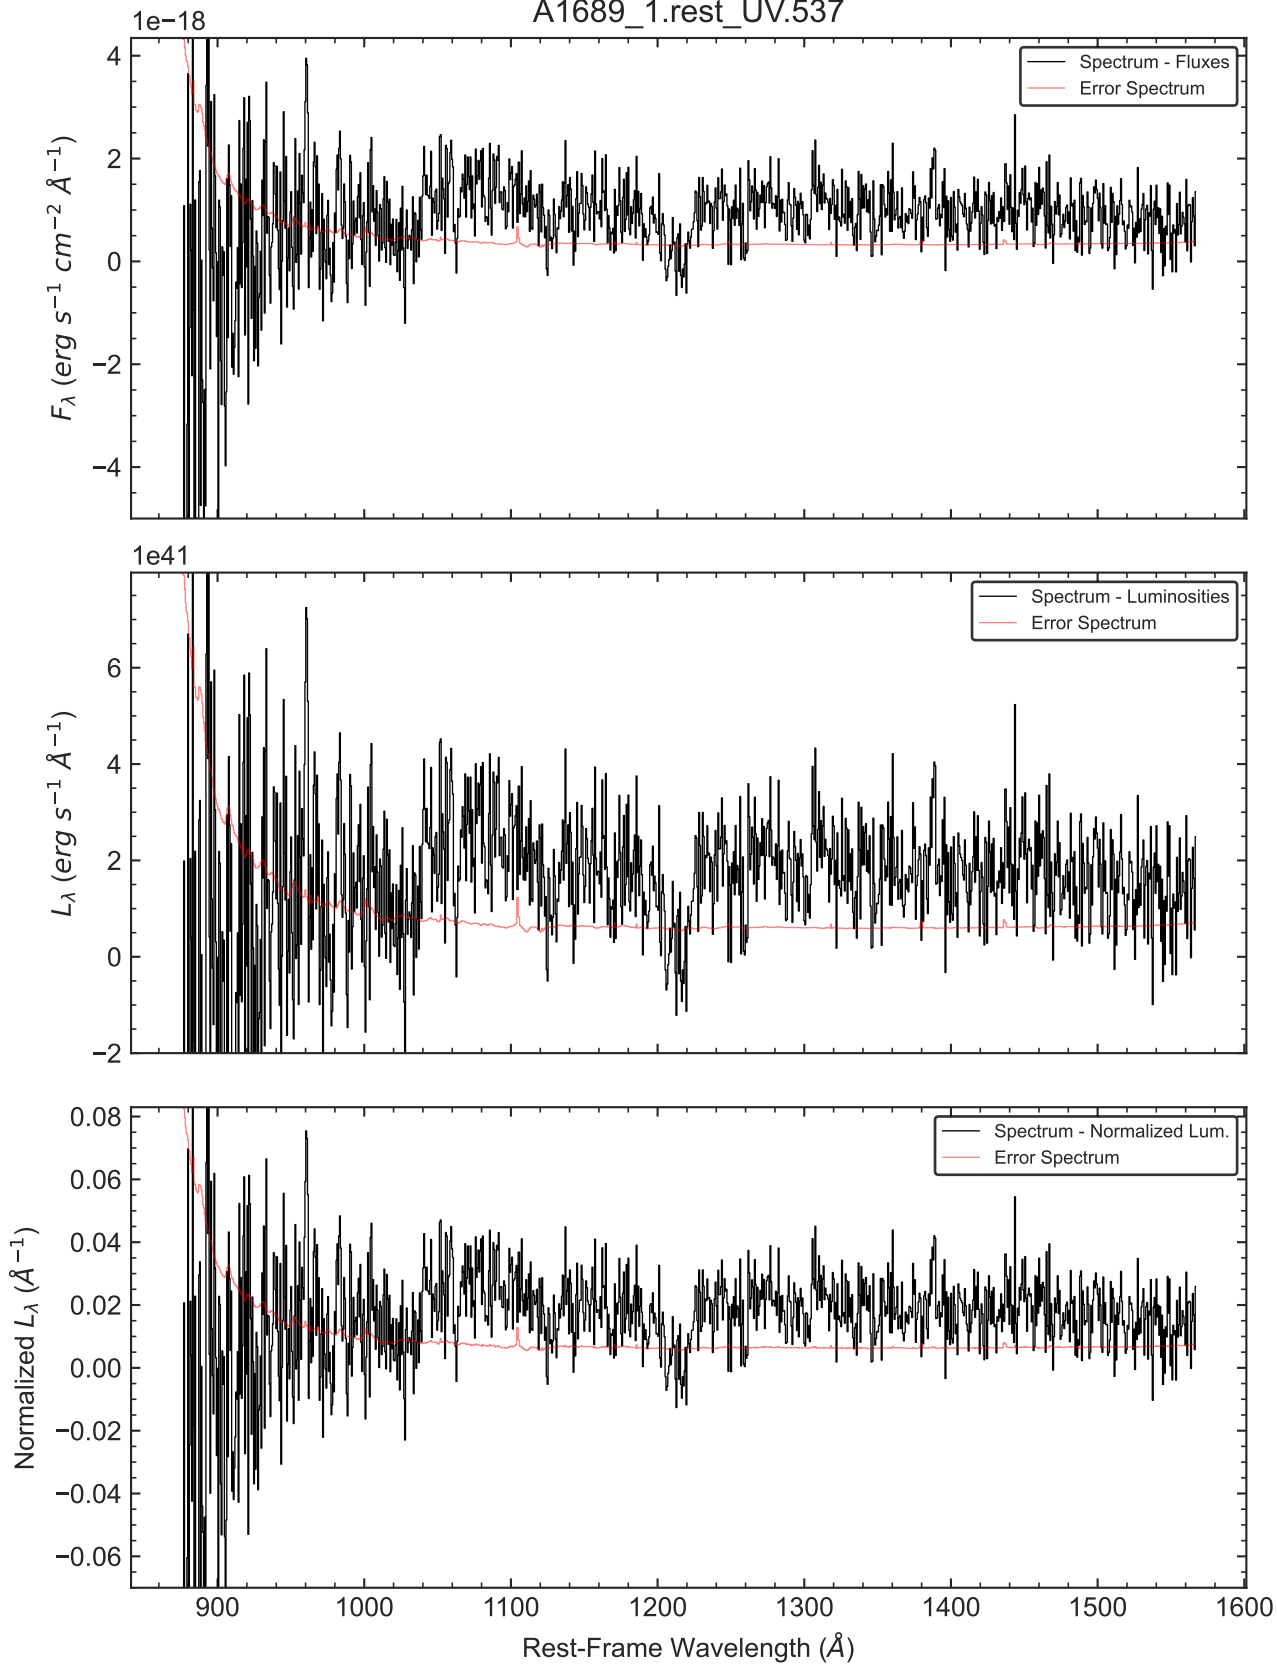 A1689_1.rest_UV.537
1e−18
Spectrum - Fluxes
Error Spectrum
4
2
0
−2
−4
F_λ (erg s⁻¹ cm⁻² Å⁻¹)
1e41
Spectrum - Luminosities
Error Spectrum
6
4
2
0
−2
L_λ (erg s⁻¹ Å⁻¹)
Spectrum - Normalized Lum.
Error Spectrum
0.08
0.06
0.04
0.02
0.00
−0.02
−0.04
−0.06
Normalized L_λ (Å⁻¹)
900 1000 1100 1200 1300 1400 1500 1600
Rest-Frame Wavelength (Å)